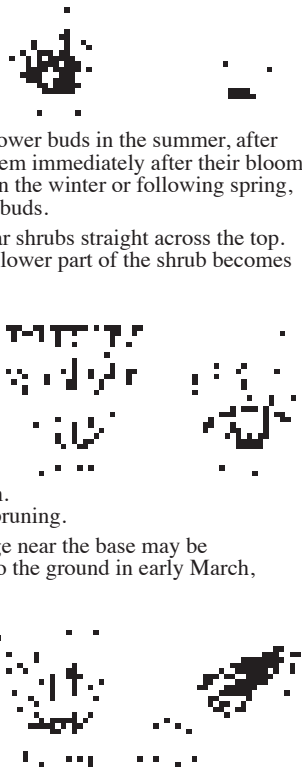 ower buds in the summer, after
em immediately after their bloom
n the winter or following spring,
buds.
ar shrubs straight across the top.
lower part of the shrub becomes
n.
pruning.
ge near the base may be
o the ground in early March,